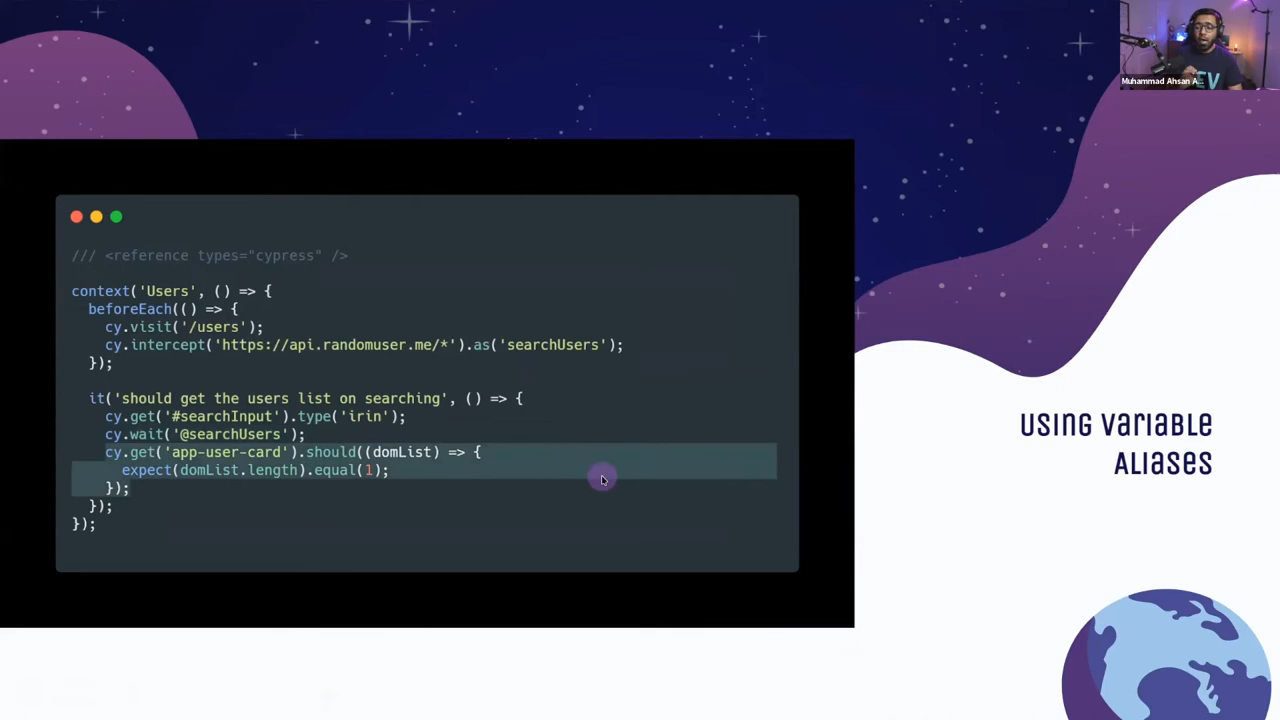 Muhammad Ahsan A...
/// <reference types="cypress" />
context('Users', () => {
beforeEach(() => {
cy.visit('/users');
cy.intercept('https://api.randomuser.me/*').as('searchUsers');
});
it('should get the users list on searching', () => {
cy.get('#searchInput').type('irin');
cy.wait('@searchUsers');
cy.get('app-user-card').should((domList) => {
expect(domList.length).equal(1);
});
});
});
Using Variable
Aliases